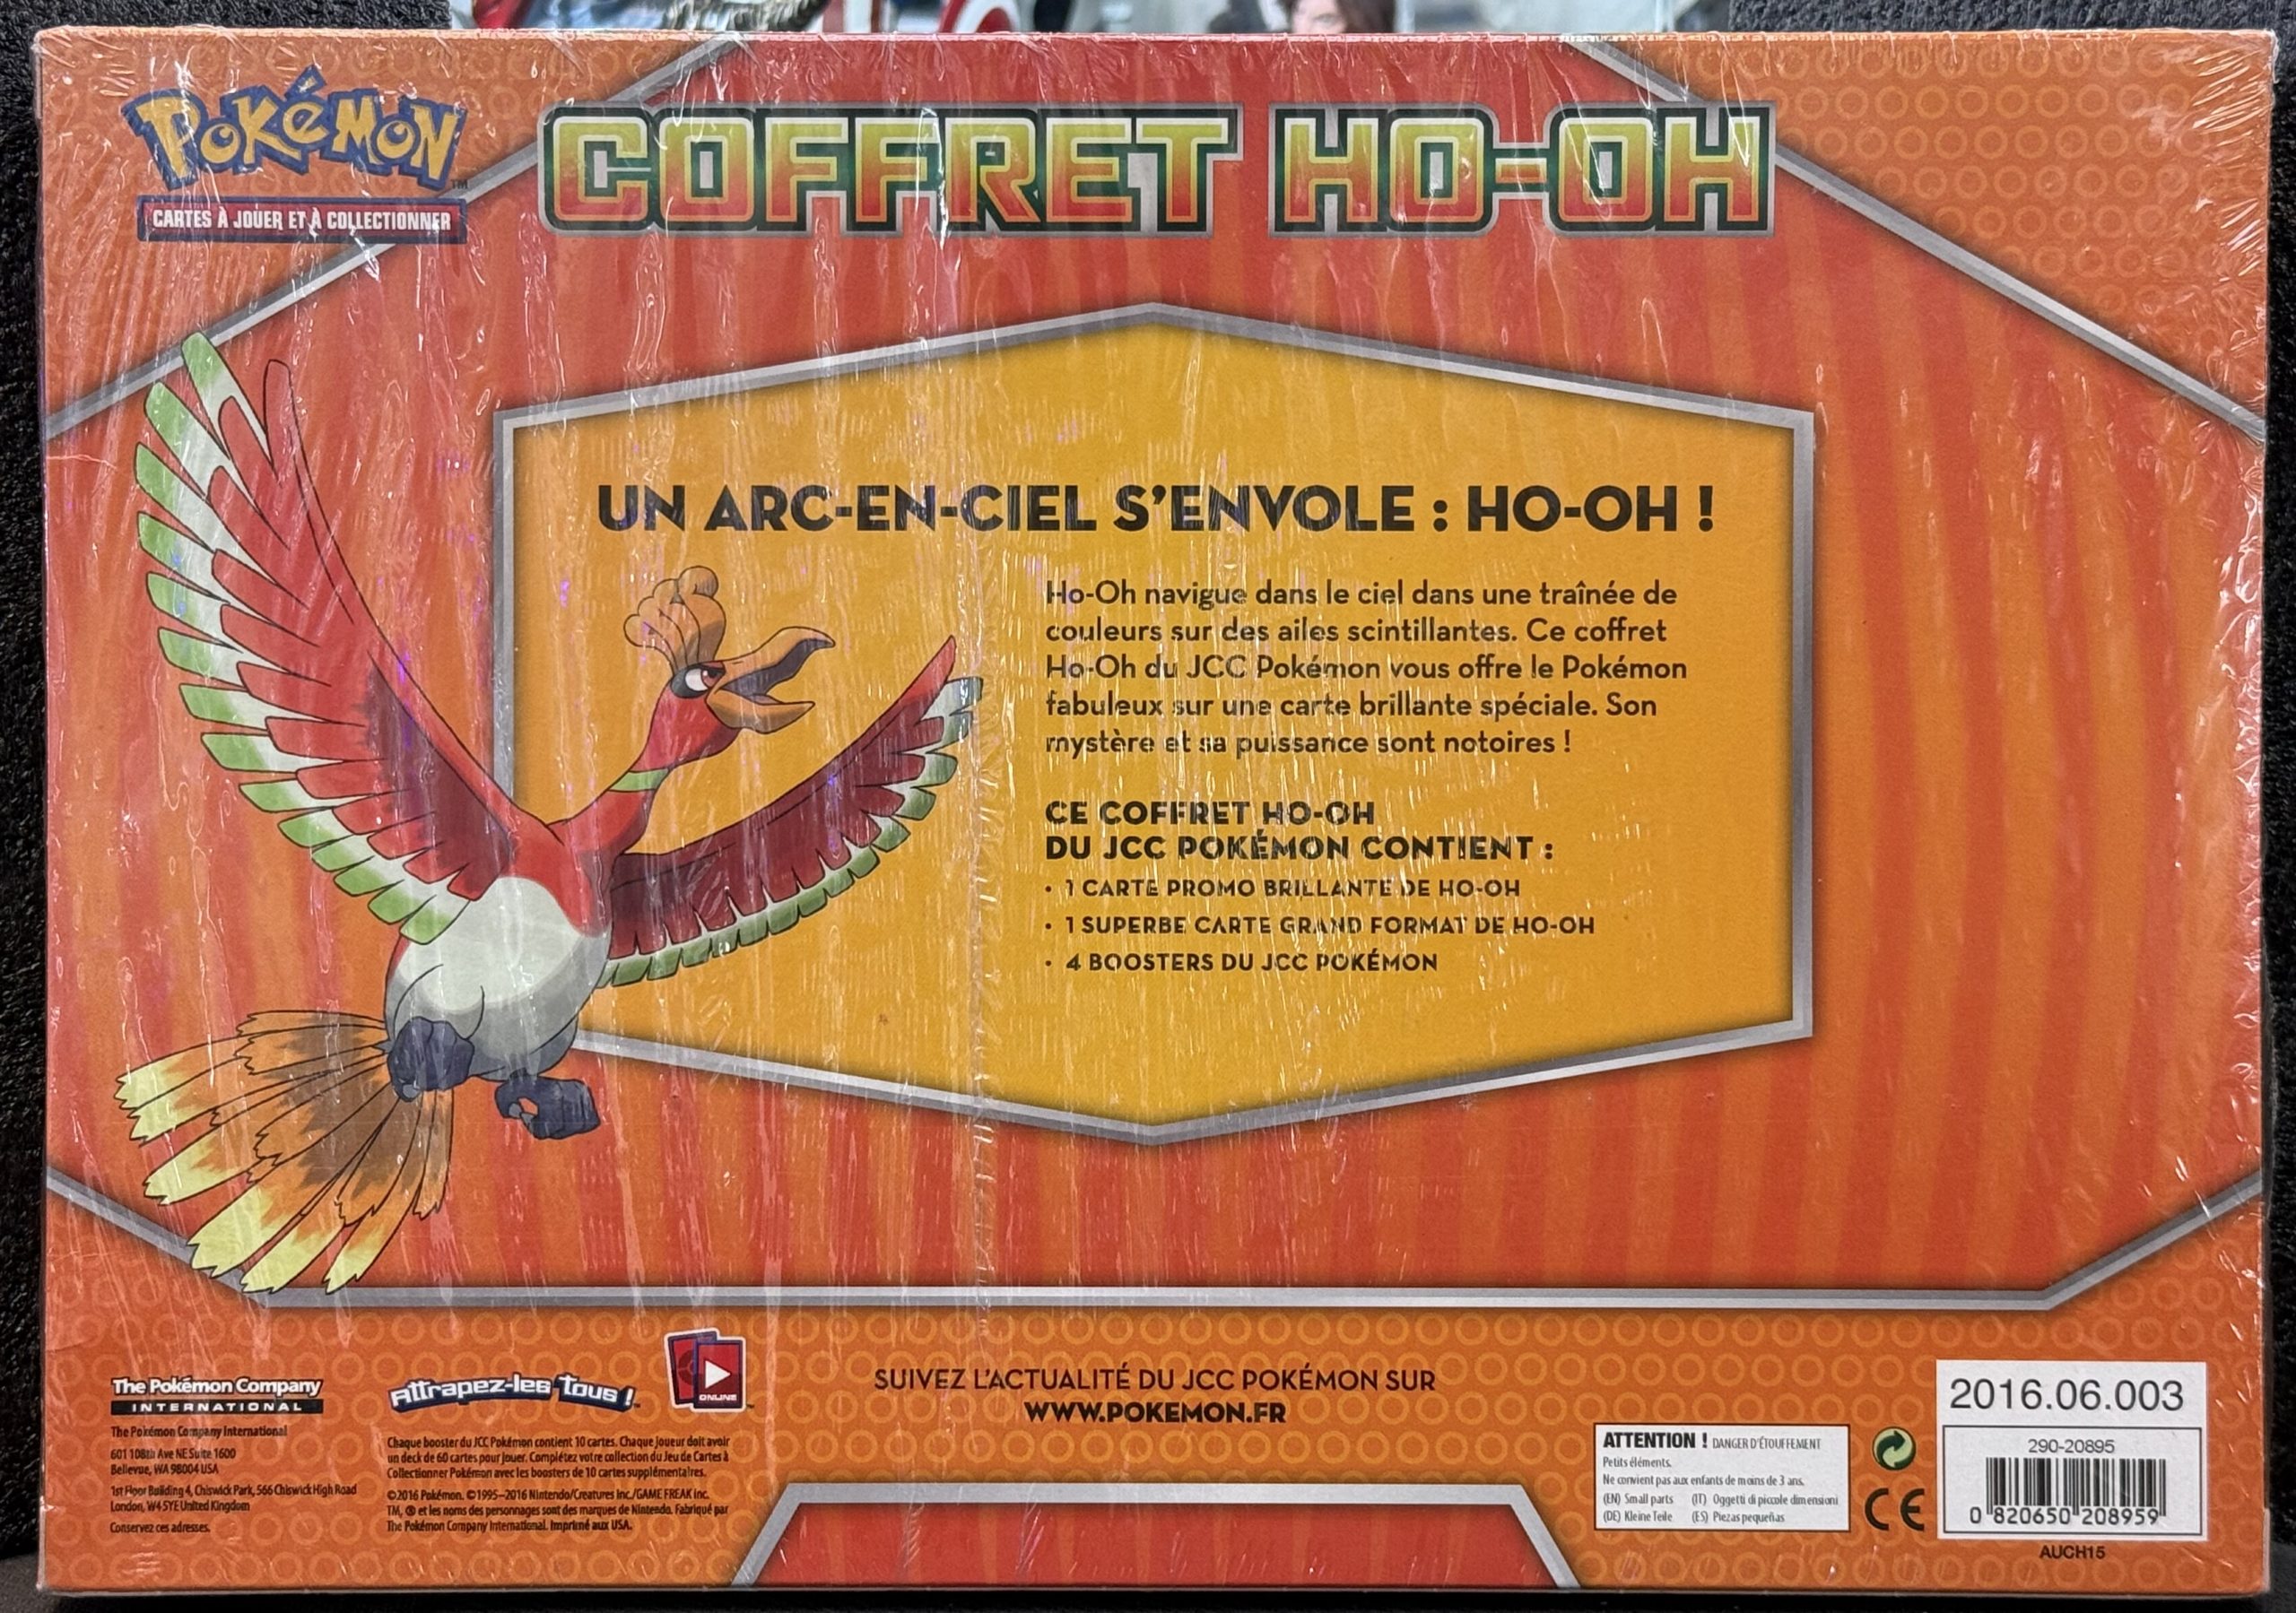 POKÉMON™
CARTES À JOUER ET À COLLECTIONNER
COFFRET HO-OH
UN ARC-EN-CIEL S'ENVOLE : HO-OH !
Ho-Oh navigue dans le ciel dans une traînée de
couleurs sur des ailes scintillantes. Ce coffret
Ho-Oh du JCC Pokémon vous offre le Pokémon
fabuleux sur une carte brillante spéciale. Son
mystère et sa puissance sont notoires !
CE COFFRET HO-OH
DU JCC POKÉMON CONTIENT :
• 1 CARTE PROMO BRILLANTE DE HO-OH
• 1 SUPERBE CARTE GRAND FORMAT DE HO-OH
• 4 BOOSTERS DU JCC POKÉMON
The Pokémon Company
INTERNATIONAL
The Pokémon Company International
601 108th Ave NE Suite 1600
Bellevue, WA 98004 USA
1st Floor Building 4, Chiswick Park, 566 Chiswick High Road
London, W4 5YE United Kingdom
Conservez ces adresses.
Attrapez-les Tous !™
ONLINE™
Chaque booster du JCC Pokémon contient 10 cartes. Chaque joueur doit avoir
un deck de 60 cartes pour jouer. Complétez votre collection du Jeu de Cartes à
Collectionner Pokémon avec les boosters de 10 cartes supplémentaires.
©2016 Pokémon. ©1995–2016 Nintendo/Creatures Inc./GAME FREAK inc.
TM, ® et les noms des personnages sont des marques de Nintendo. Fabriqué par
The Pokémon Company International. Imprimé aux USA.
SUIVEZ L'ACTUALITÉ DU JCC POKÉMON SUR
WWW.POKEMON.FR
ATTENTION ! DANGER D'ÉTOUFFEMENT
Petits éléments.
Ne convient pas aux enfants de moins de 3 ans.
(EN) Small parts (IT) Oggetti di piccole dimensioni
(DE) Kleine Teile (ES) Piezas pequeñas
CE
2016.06.003
290-20895
0 820650 208959
AUCH15